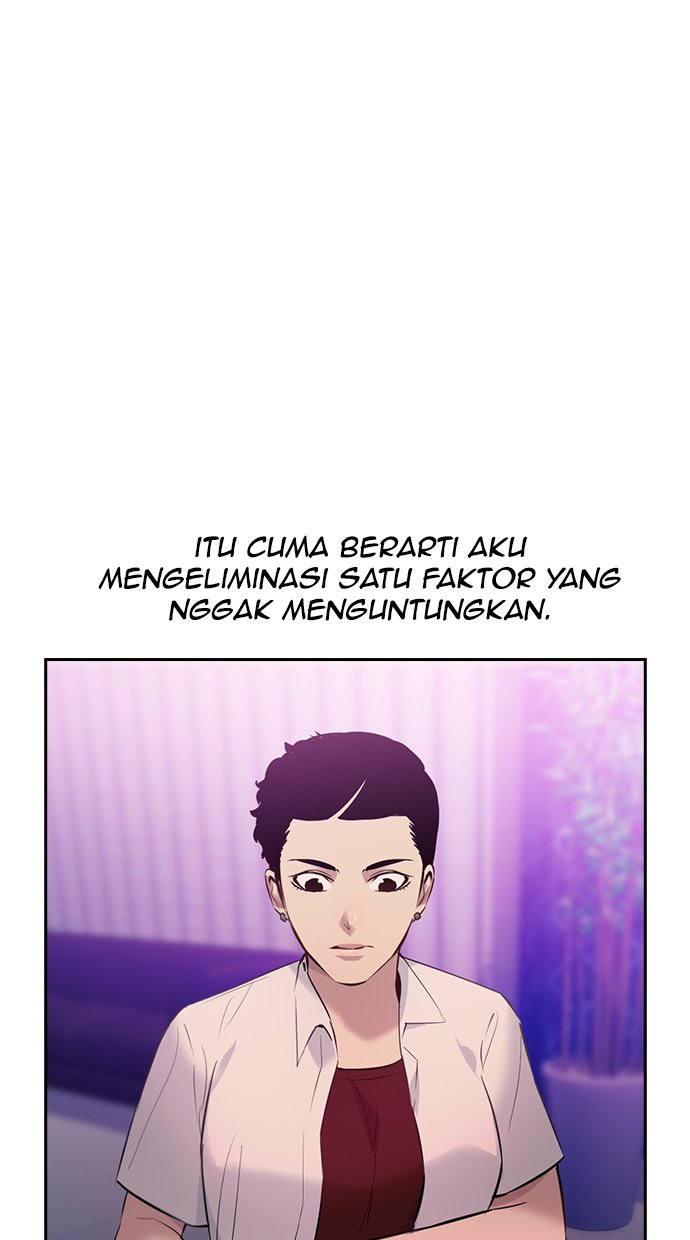 ITU CUMA BERARTI AKU
MENGELIMINASI SATU FAKTOR YANG
NGGAK MENGUNTUNGKAN.